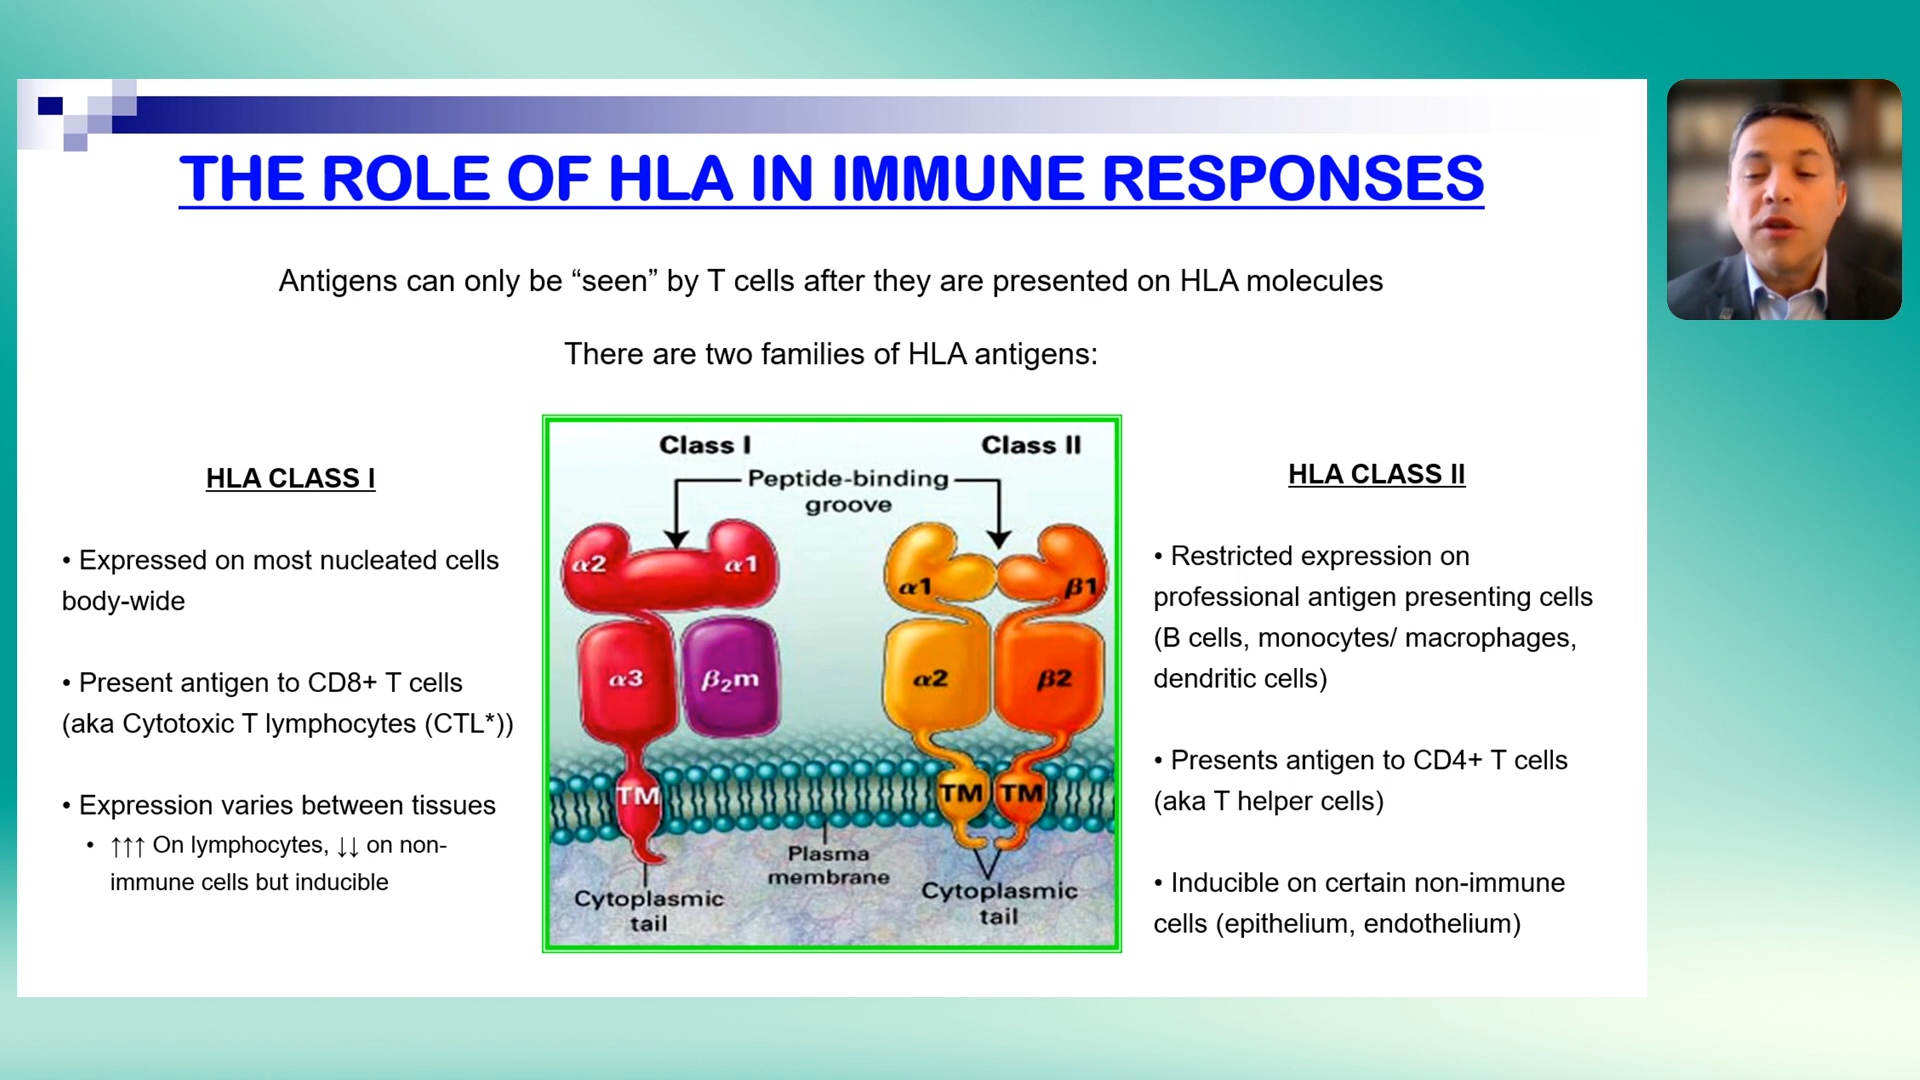 THE ROLE OF HLA IN IMMUNE RESPONSES
Antigens can only be “seen” by T cells after they are presented on HLA molecules
There are two families of HLA antigens:
HLA CLASS I
• Expressed on most nucleated cells
body-wide
• Present antigen to CD8+ T cells
(aka Cytotoxic T lymphocytes (CTL*))
• Expression varies between tissues
• ↑↑↑ On lymphocytes, ↓↓ on non-
immune cells but inducible
Class I
Class II
Peptide-binding
groove
α2
α1
α1
β1
α3
β₂m
α2
β2
TM
TM
TM
Plasma
membrane
Cytoplasmic
tail
Cytoplasmic
tail
HLA CLASS II
• Restricted expression on
professional antigen presenting cells
(B cells, monocytes/ macrophages,
dendritic cells)
• Presents antigen to CD4+ T cells
(aka T helper cells)
• Inducible on certain non-immune
cells (epithelium, endothelium)